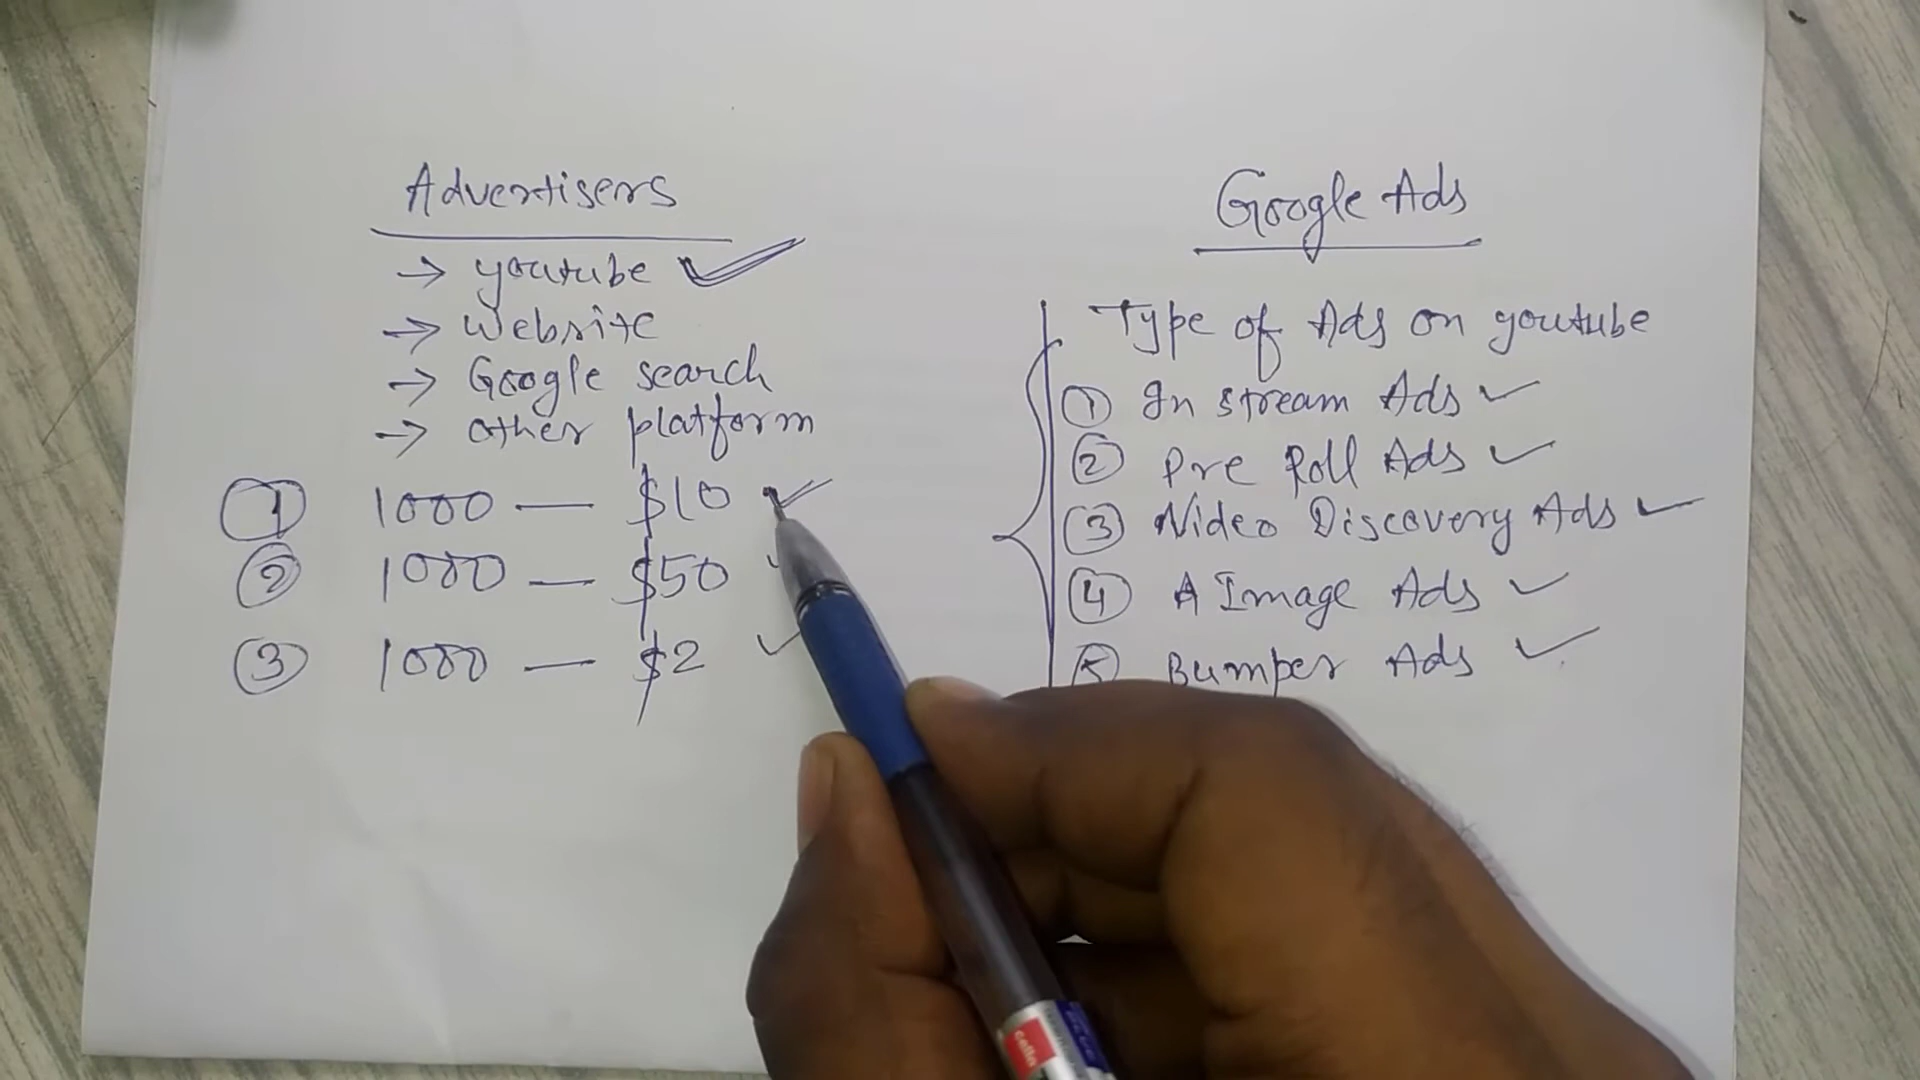 Advertisers
→ youtube ✓
→ Website
→ Google search
→ other platform
① 1000 — $10 ✓
② 1000 — $50 ✓
③ 1000 — $2 ✓
Google Ads
Type of Ads on youtube
① In stream Ads ✓
② Pre Roll Ads ✓
③ Video Discovery Ads ✓
④ A Image Ads ✓
⑤ Bumper Ads ✓
cello